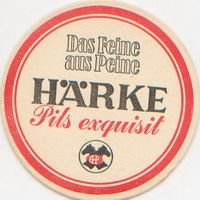 Das Feine
aus Peine
HÄRKE
Pils exquisit